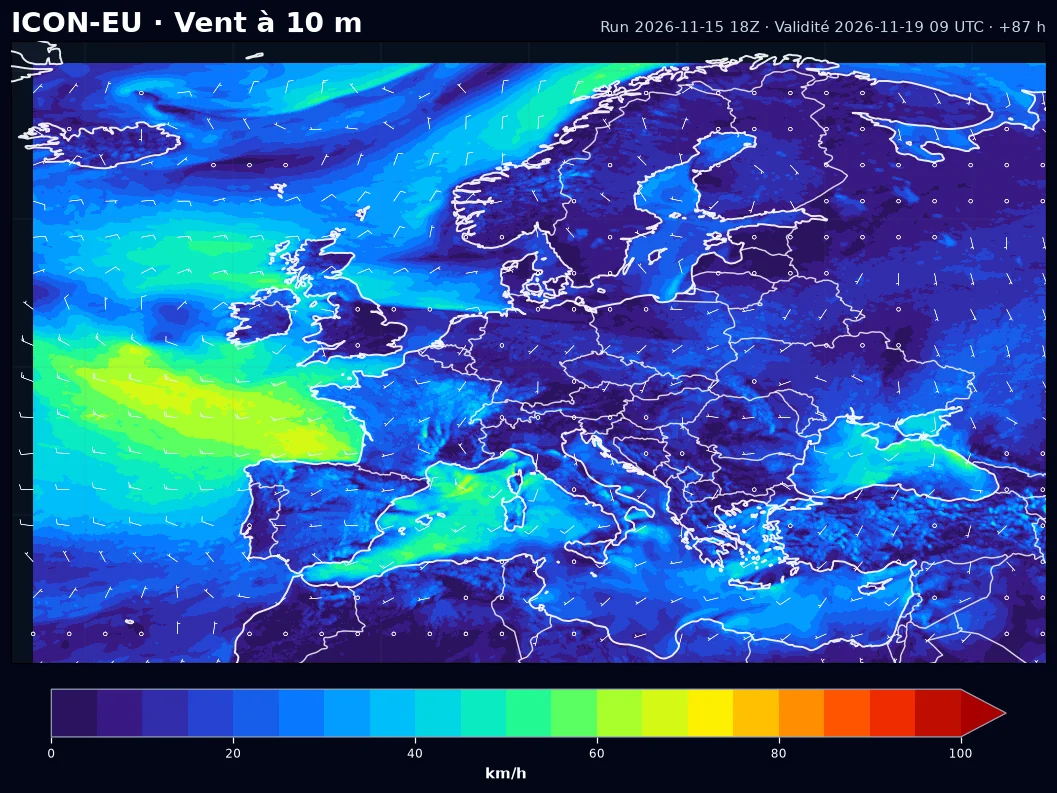 ICON-EU · Vent à 10 m
Run 2026-11-15 18Z · Validité 2026-11-19 09 UTC · +87 h
0 20 40 60 80 100
km/h